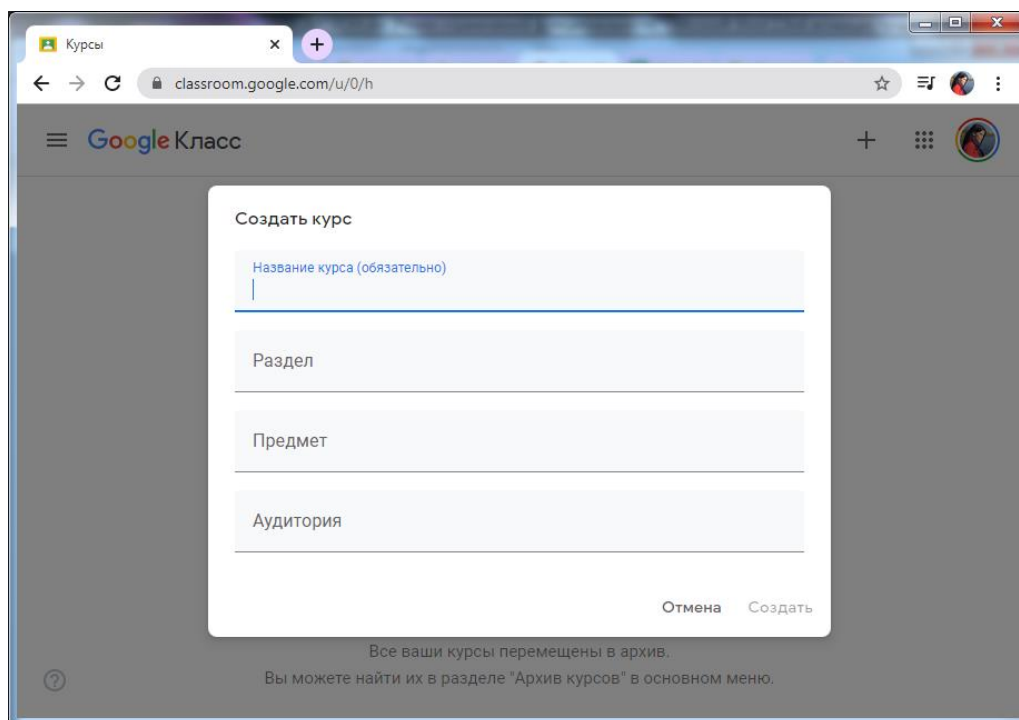 Курсы
classroom.google.com/u/0/h
Google Класс
Создать курс
Название курса (обязательно)
Раздел
Предмет
Аудитория
Отмена Создать
Все ваши курсы перемещены в архив.
Вы можете найти их в разделе "Архив курсов" в основном меню.